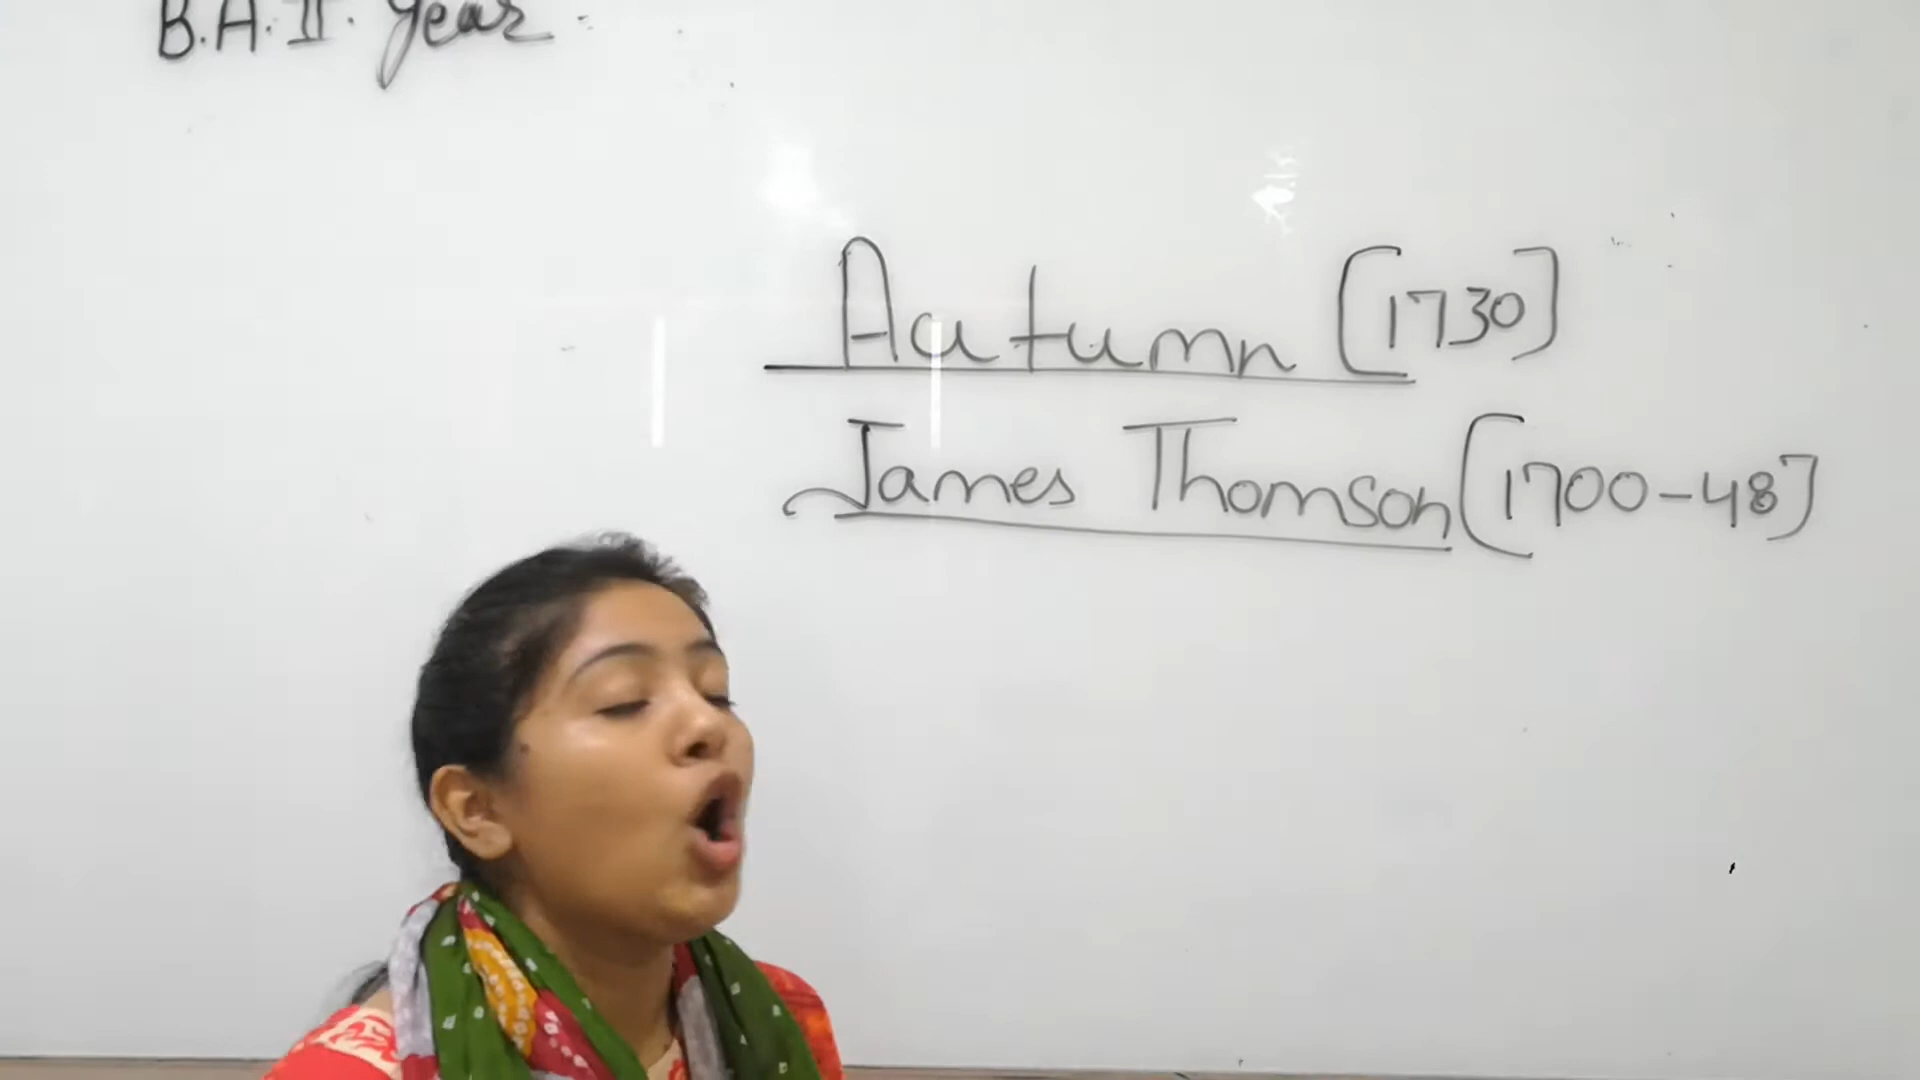 B.A. II. Year
Autumn [1730]
James Thomson [1700-48]